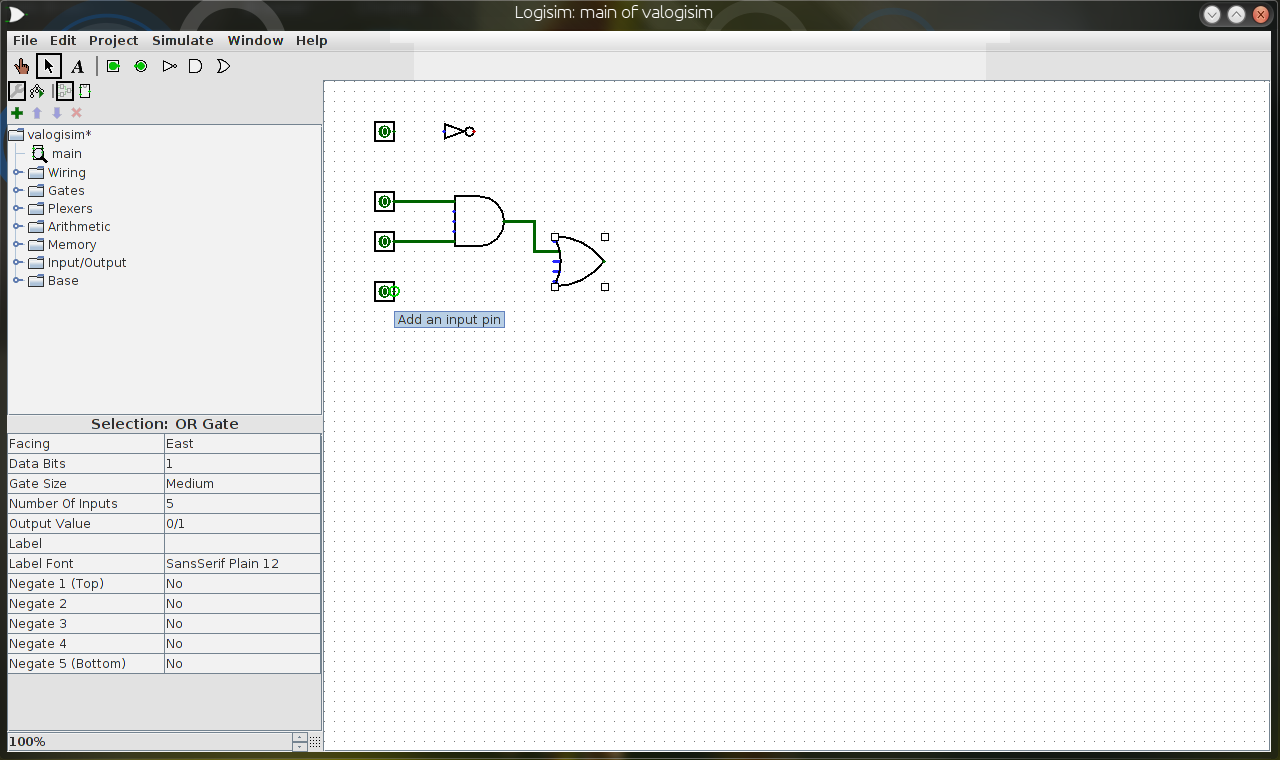 Logisim: main of valogisim
File Edit Project Simulate Window Help
A
valogisim*
main
Wiring
Gates
Plexers
Arithmetic
Memory
Input/Output
Base
0
0
0
0
Add an input pin
Selection: OR Gate
Facing East
Data Bits 1
Gate Size Medium
Number Of Inputs 5
Output Value 0/1
Label
Label Font SansSerif Plain 12
Negate 1 (Top) No
Negate 2 No
Negate 3 No
Negate 4 No
Negate 5 (Bottom) No
100%